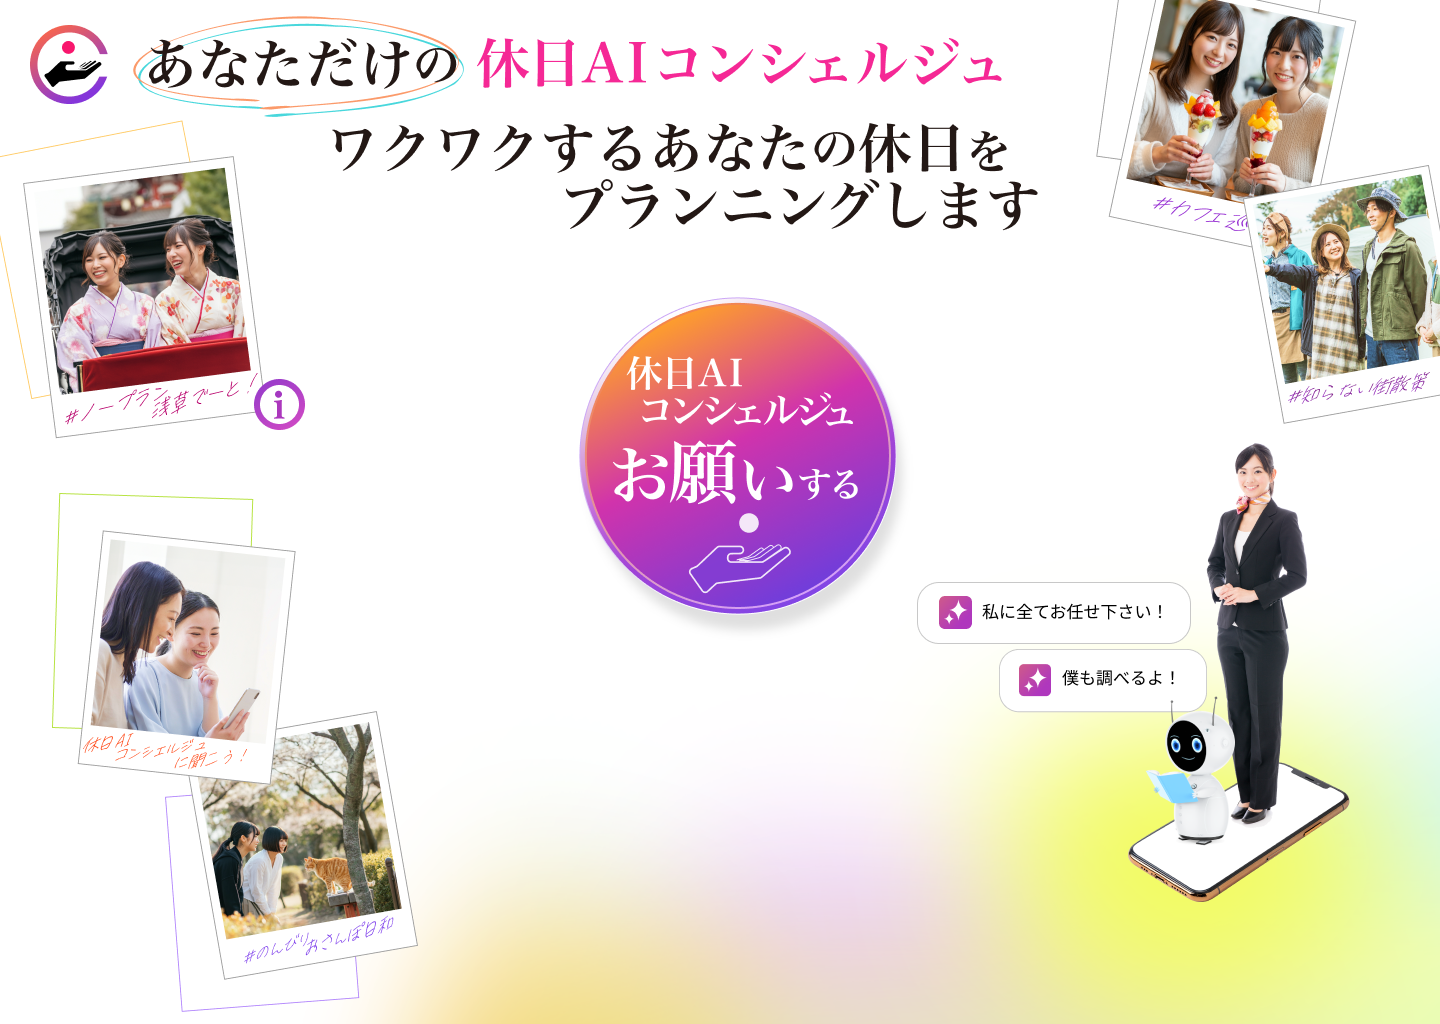 あなただけの 休日AIコンシェルジュ
ワクワクするあなたの休日を
プランニングします
#カフェ巡
#ノープラン
浅草でーと!
i
#知らない街散策
休日AI
コンシェルジュ
お願いする
私に全てお任せ下さい！
僕も調べるよ！
休日AI
コンシェルジュ
に聞こう!
#のんびりおさんぽ日和